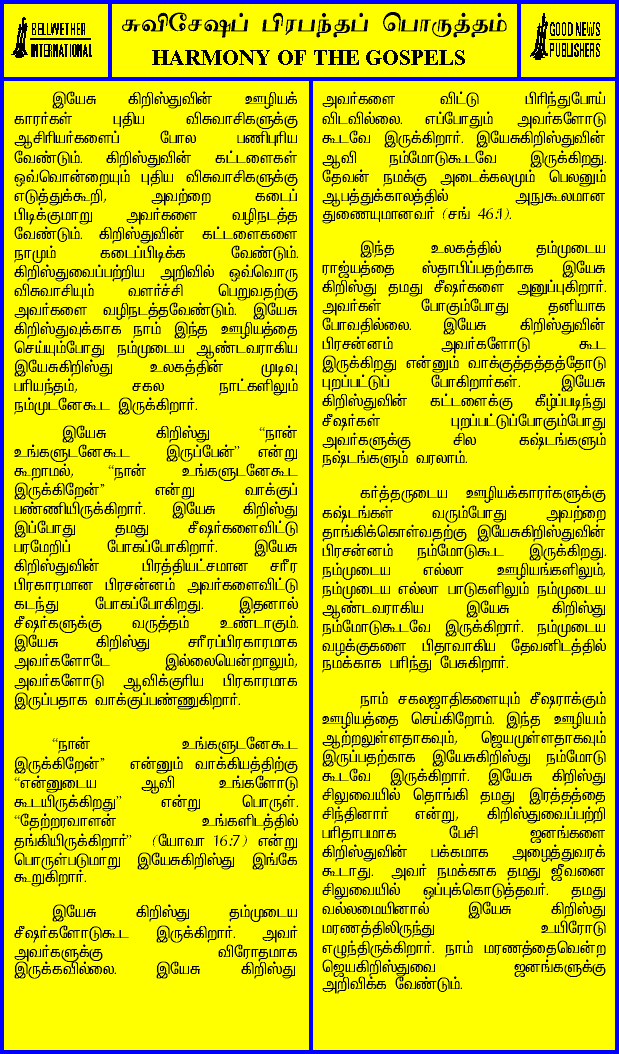 BELLWETHER
INTERNATIONAL
சுவிசேஷப் பிரபந்தப் பொருத்தம்
HARMONY OF THE GOSPELS
GOOD NEWS
PUBLISHERS
இயேசு கிறிஸ்துவின் ஊழியக்
காரர்கள் புதிய விசுவாசிகளுக்கு
ஆசிரியர்களைப் போல பணிபுரிய
வேண்டும். கிறிஸ்துவின் கட்டளைகள்
ஒவ்வொன்றையும் புதிய விசுவாசிகளுக்கு
எடுத்துக்கூறி, அவற்றை கடைப்
பிடிக்குமாறு அவர்களை வழிநடத்த
வேண்டும். கிறிஸ்துவின் கட்டளைகளை
நாமும் கடைப்பிடிக்க வேண்டும்.
கிறிஸ்துவைப்பற்றிய அறிவில் ஒவ்வொரு
விசுவாசியும் வளர்ச்சி பெறுவதற்கு
அவர்களை வழிநடத்தவேண்டும். இயேசு
கிறிஸ்துவுக்காக நாம் இந்த ஊழியத்தை
செய்யும்போது நம்முடைய ஆண்டவராகிய
இயேசுகிறிஸ்து உலகத்தின் முடிவு
பரியந்தம், சகல நாட்களிலும்
நம்முடனேகூட இருக்கிறார்.
இயேசு கிறிஸ்து “நான்
உங்களுடனேகூட இருப்பேன்” என்று
கூறாமல், “நான் உங்களுடனேகூட
இருக்கிறேன்” என்று வாக்குப்
பண்ணியிருக்கிறார். இயேசு கிறிஸ்து
இப்போது தமது சீஷர்களைவிட்டு
பரமேறிப் போகப்போகிறார். இயேசு
கிறிஸ்துவின் பிரத்தியட்சமான சரீர
பிரகாரமான பிரசன்னம் அவர்களைவிட்டு
கடந்து போகப்போகிறது. இதனால்
சீஷர்களுக்கு வருத்தம் உண்டாகும்.
இயேசு கிறிஸ்து சரீரப்பிரகாரமாக
அவர்களோடே இல்லையென்றாலும்,
அவர்களோடு ஆவிக்குரிய பிரகாரமாக
இருப்பதாக வாக்குப்பண்ணுகிறார்.
“நான் உங்களுடனேகூட
இருக்கிறேன்” என்னும் வாக்கியத்திற்கு
“என்னுடைய ஆவி உங்களோடு
கூடயிருக்கிறது” என்று பொருள்.
“தேற்றரவாளன் உங்களிடத்தில்
தங்கியிருக்கிறார்” (யோவா 16:7) என்று
பொருள்படுமாறு இயேசுகிறிஸ்து இங்கே
கூறுகிறார்.
இயேசு கிறிஸ்து தம்முடைய
சீஷர்களோடுகூட இருக்கிறார். அவர்
அவர்களுக்கு விரோதமாக
இருக்கவில்லை. இயேசு கிறிஸ்து
அவர்களை விட்டு பிரிந்துபோய்
விடவில்லை. எப்போதும் அவர்களோடு
கூடவே இருக்கிறார். இயேசுகிறிஸ்துவின்
ஆவி நம்மோடுகூடவே இருக்கிறது.
தேவன் நமக்கு அடைக்கலமும் பெலனும்
ஆபத்துக்காலத்தில் அநுகூலமான
துணையுமானவர் (சங் 46:1).
இந்த உலகத்தில் தம்முடைய
ராஜ்யத்தை ஸ்தாபிப்பதற்காக இயேசு
கிறிஸ்து தமது சீஷர்களை அனுப்புகிறார்.
அவர்கள் போகும்போது தனியாக
போவதில்லை. இயேசு கிறிஸ்துவின்
பிரசன்னம் அவர்களோடு கூட
இருக்கிறது என்னும் வாக்குத்தத்தத்தோடு
புறப்பட்டுப் போகிறார்கள். இயேசு
கிறிஸ்துவின் கட்டளைக்கு கீழ்ப்படிந்து
சீஷர்கள் புறப்பட்டுப்போகும்போது
அவர்களுக்கு சில கஷ்டங்களும்
நஷ்டங்களும் வரலாம்.
கர்த்தருடைய ஊழியக்காரர்களுக்கு
கஷ்டங்கள் வரும்போது அவற்றை
தாங்கிக்கொள்வதற்கு இயேசுகிறிஸ்துவின்
பிரசன்னம் நம்மோடுகூட இருக்கிறது.
நம்முடைய எல்லா ஊழியங்களிலும்,
நம்முடைய எல்லா பாடுகளிலும் நம்முடைய
ஆண்டவராகிய இயேசு கிறிஸ்து
நம்மோடுகூடவே இருக்கிறார். நம்முடைய
வழக்குகளை பிதாவாகிய தேவனிடத்தில்
நமக்காக பரிந்து பேசுகிறார்.
நாம் சகலஜாதிகளையும் சீஷராக்கும்
ஊழியத்தை செய்கிறோம். இந்த ஊழியம்
ஆற்றலுள்ளதாகவும், ஜெயமுள்ளதாகவும்
இருப்பதற்காக இயேசுகிறிஸ்து நம்மோடு
கூடவே இருக்கிறார். இயேசு கிறிஸ்து
சிலுவையில் தொங்கி தமது இரத்தத்தை
சிந்தினார் என்று, கிறிஸ்துவைப்பற்றி
பரிதாபமாக பேசி ஜனங்களை
கிறிஸ்துவின் பக்கமாக அழைத்துவரக்
கூடாது. அவர் நமக்காக தமது ஜீவனை
சிலுவையில் ஒப்புக்கொடுத்தவர். தமது
வல்லமையினால் இயேசு கிறிஸ்து
மரணத்திலிருந்து உயிரோடு
எழுந்திருக்கிறார். நாம் மரணத்தைவென்ற
ஜெயகிறிஸ்துவை ஜனங்களுக்கு
அறிவிக்க வேண்டும்.